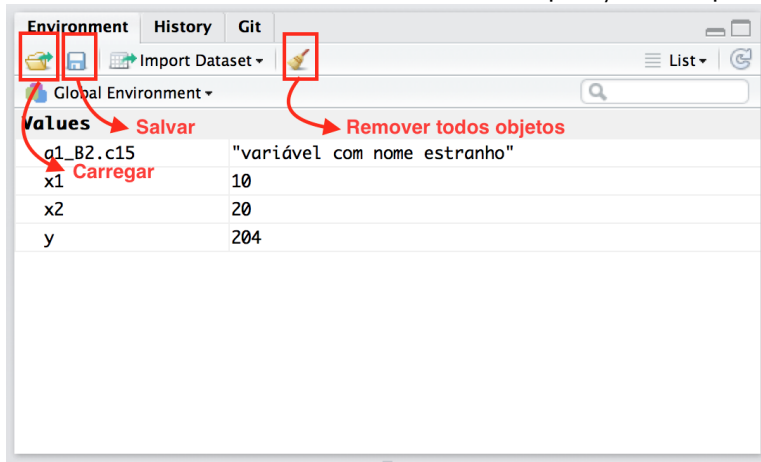 Environment History Git
Import Dataset List
Global Environment
Values
Salvar Remover todos objetos
a1_B2.c15 "variável com nome estranho"
Carregar
x1 10
x2 20
y 204